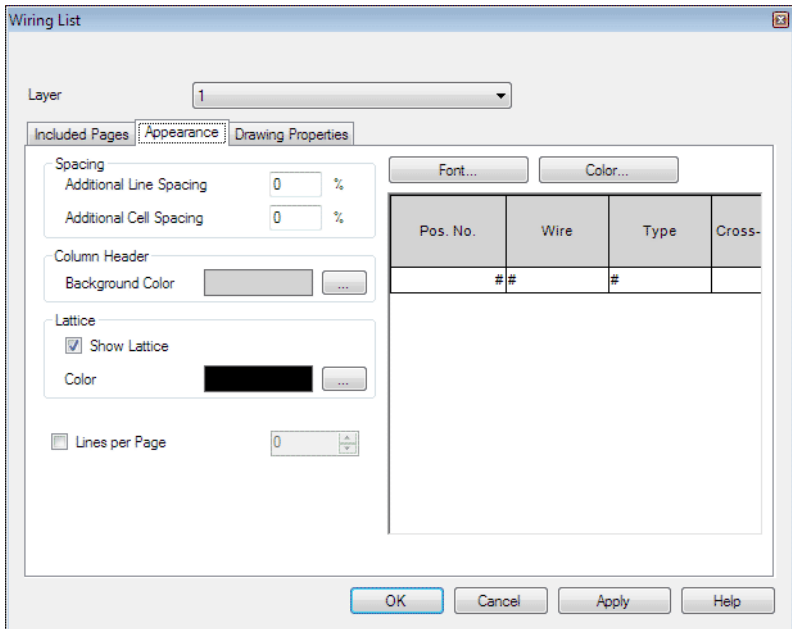 Wiring List
Layer
1
Included Pages
Appearance
Drawing Properties
Spacing
Additional Line Spacing
0
%
Additional Cell Spacing
0
%
Column Header
Background Color
...
Lattice
Show Lattice
Color
...
Lines per Page
0
Font...
Color...
Pos. No.
Wire
Type
Cross-
#
#
#
OK
Cancel
Apply
Help